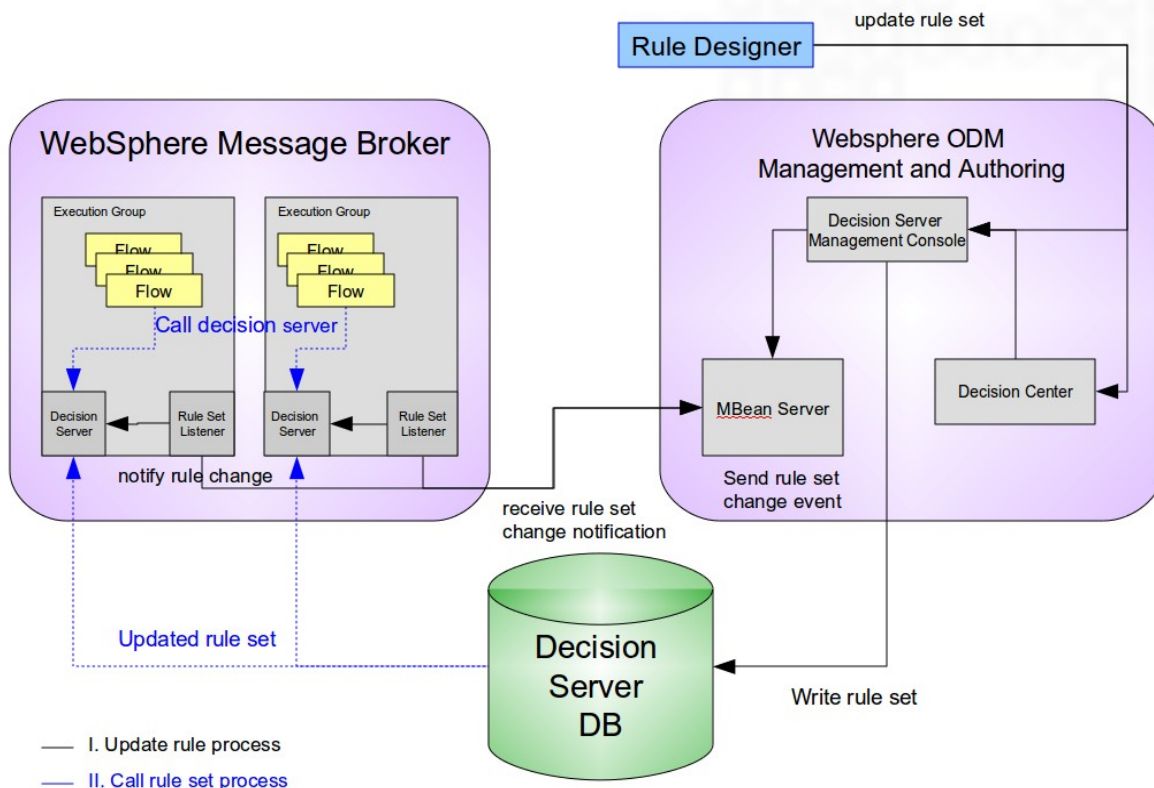 update rule set
Rule Designer
WebSphere Message Broker
Websphere ODM
Management and Authoring
Execution Group
Execution Group
Flow
Flow
Flow
Flow
Flow
Flow
Call decision server
Decision Server
Management Console
Decision
Server
Rule Set
Listener
Decision
Server
Rule Set
Listener
MBean Server
Decision Center
notify rule change
Send rule set
change event
receive rule set
change notification
Updated rule set
Decision
Server
DB
Write rule set
I. Update rule process
II. Call rule set process